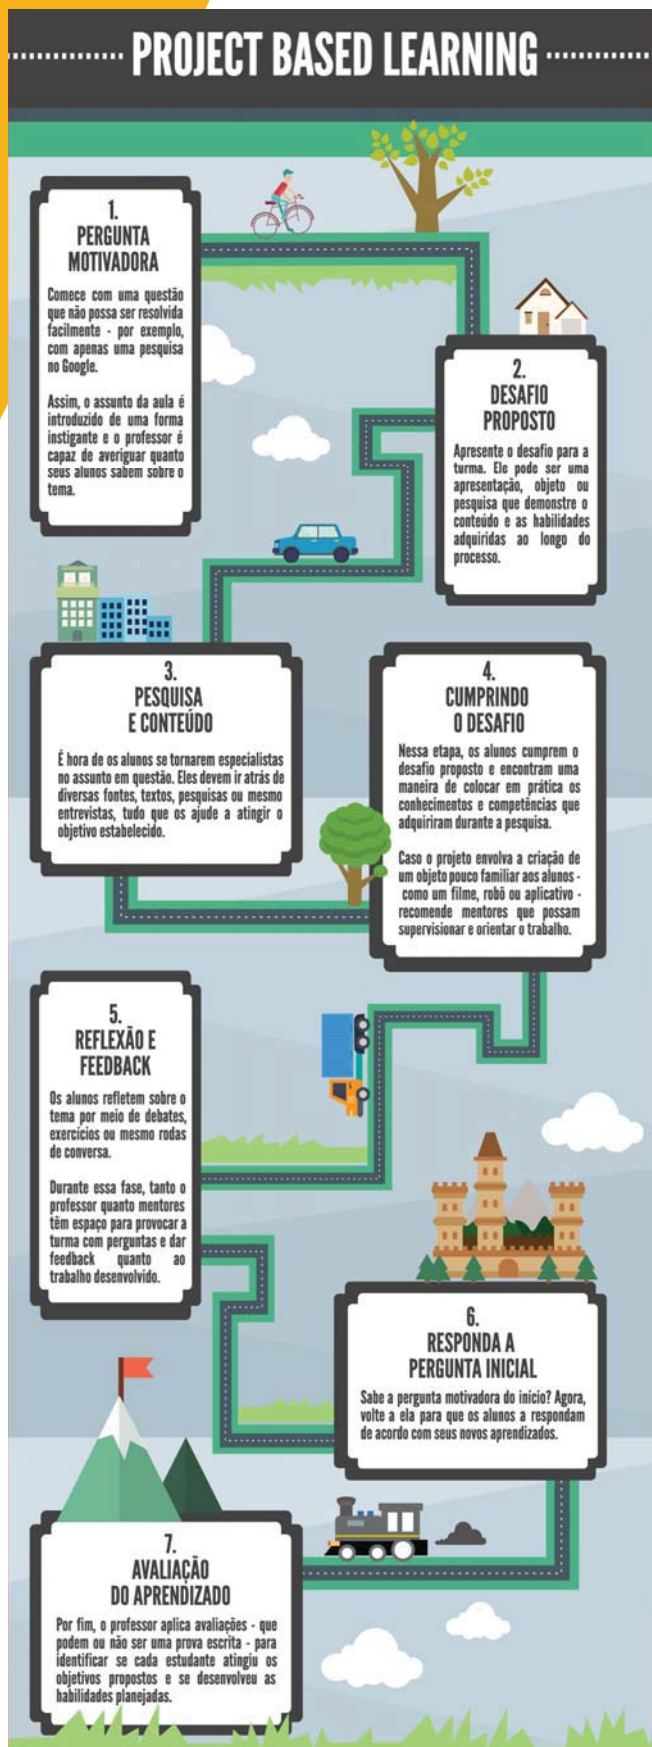 PROJECT BASED LEARNING
1.
PERGUNTA
MOTIVADORA
Comece com uma questão
que não possa ser resolvida
facilmente - por exemplo,
com apenas uma pesquisa
no Google.
Assim, o assunto da aula é
introduzido de uma forma
instigante e o professor é
capaz de averiguar quanto
seus alunos sabem sobre o
tema.
2.
DESAFIO
PROPOSTO
Apresente o desafio para a
turma. Ele pode ser uma
apresentação, objeto ou
pesquisa que demonstre o
conteúdo e as habilidades
adquiridas ao longo do
processo.
3.
PESQUISA
E CONTEÚDO
É hora de os alunos se tornarem especialistas
no assunto em questão. Eles devem ir atrás de
diversas fontes, textos, pesquisas ou mesmo
entrevistas, tudo que os ajude a atingir o
objetivo estabelecido.
4.
CUMPRINDO
O DESAFIO
Nessa etapa, os alunos cumprem o
desafio proposto e encontram uma
maneira de colocar em prática os
conhecimentos e competências que
adquiriram durante a pesquisa.
Caso o projeto envolva a criação de
um objeto pouco familiar aos alunos -
como um filme, robô ou aplicativo -
recomende mentores que possam
supervisionar e orientar o trabalho.
5.
REFLEXÃO E
FEEDBACK
Os alunos refletem sobre o
tema por meio de debates,
exercícios ou mesmo rodas
de conversa.
Durante essa fase, tanto o
professor quanto mentores
têm espaço para provocar a
turma com perguntas e dar
feedback quanto ao
trabalho desenvolvido.
6.
RESPONDA A
PERGUNTA INICIAL
Sabe a pergunta motivadora do início? Agora,
volte a ela para que os alunos a respondam
de acordo com seus novos aprendizados.
7.
AVALIAÇÃO
DO APRENDIZADO
Por fim, o professor aplica avaliações - que
podem ou não ser uma prova escrita - para
identificar se cada estudante atingiu os
objetivos propostos e se desenvolveu as
habilidades planejadas.